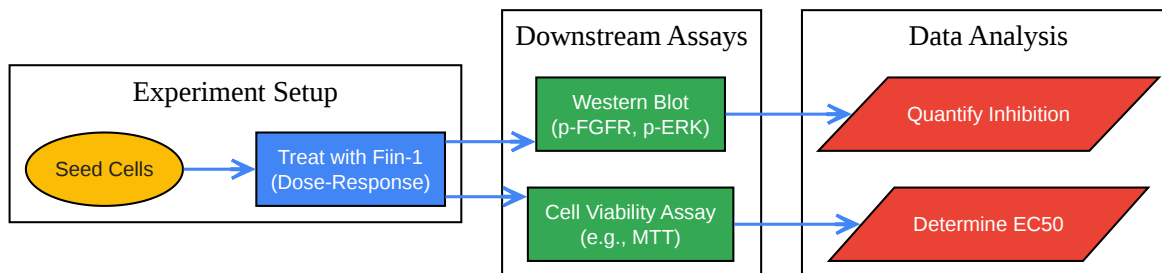 Experiment Setup
Seed Cells
Treat with Fiin-1
(Dose-Response)
Downstream Assays
Western Blot
(p-FGFR, p-ERK)
Cell Viability Assay
(e.g., MTT)
Data Analysis
Quantify Inhibition
Determine EC50